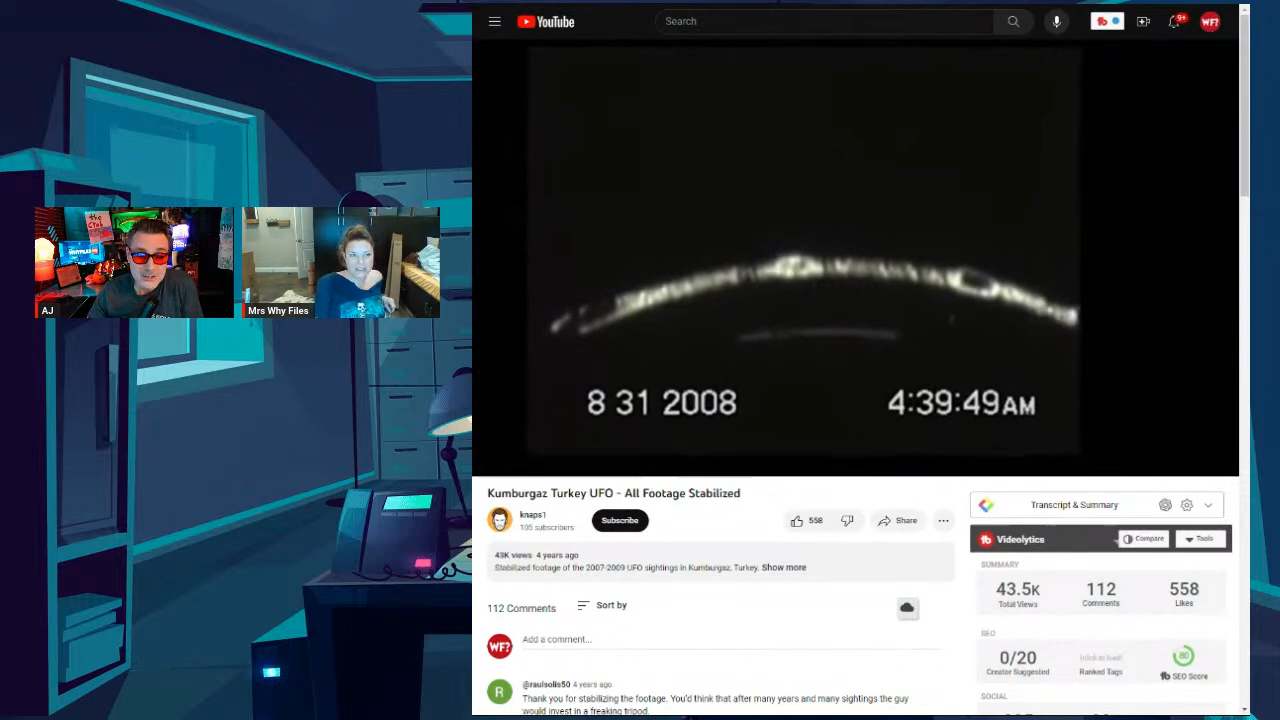 YouTube
Search
9+
WF?
8 31 2008
4:39:49AM
AJ
Mrs Why Files
Kumburgaz Turkey UFO - All Footage Stabilized
knaps1
105 subscribers
Subscribe
558
Share
43K views 4 years ago
Stabilized footage of the 2007-2009 UFO sightings in Kumburgaz, Turkey. Show more
112 Comments
Sort by
WF?
Add a comment...
R
@raulsolis50 4 years ago
Thank you for stabilizing the footage. You'd think that after many years and many sightings the guy
would invest in a freaking tripod.
Transcript & Summary
Videolytics
Compare
Tools
SUMMARY
43.5K
112
558
Total Views
Comments
Likes
SEO
0/20
80
Creator Suggested
Ranked Tags
SEO Score
SOCIAL